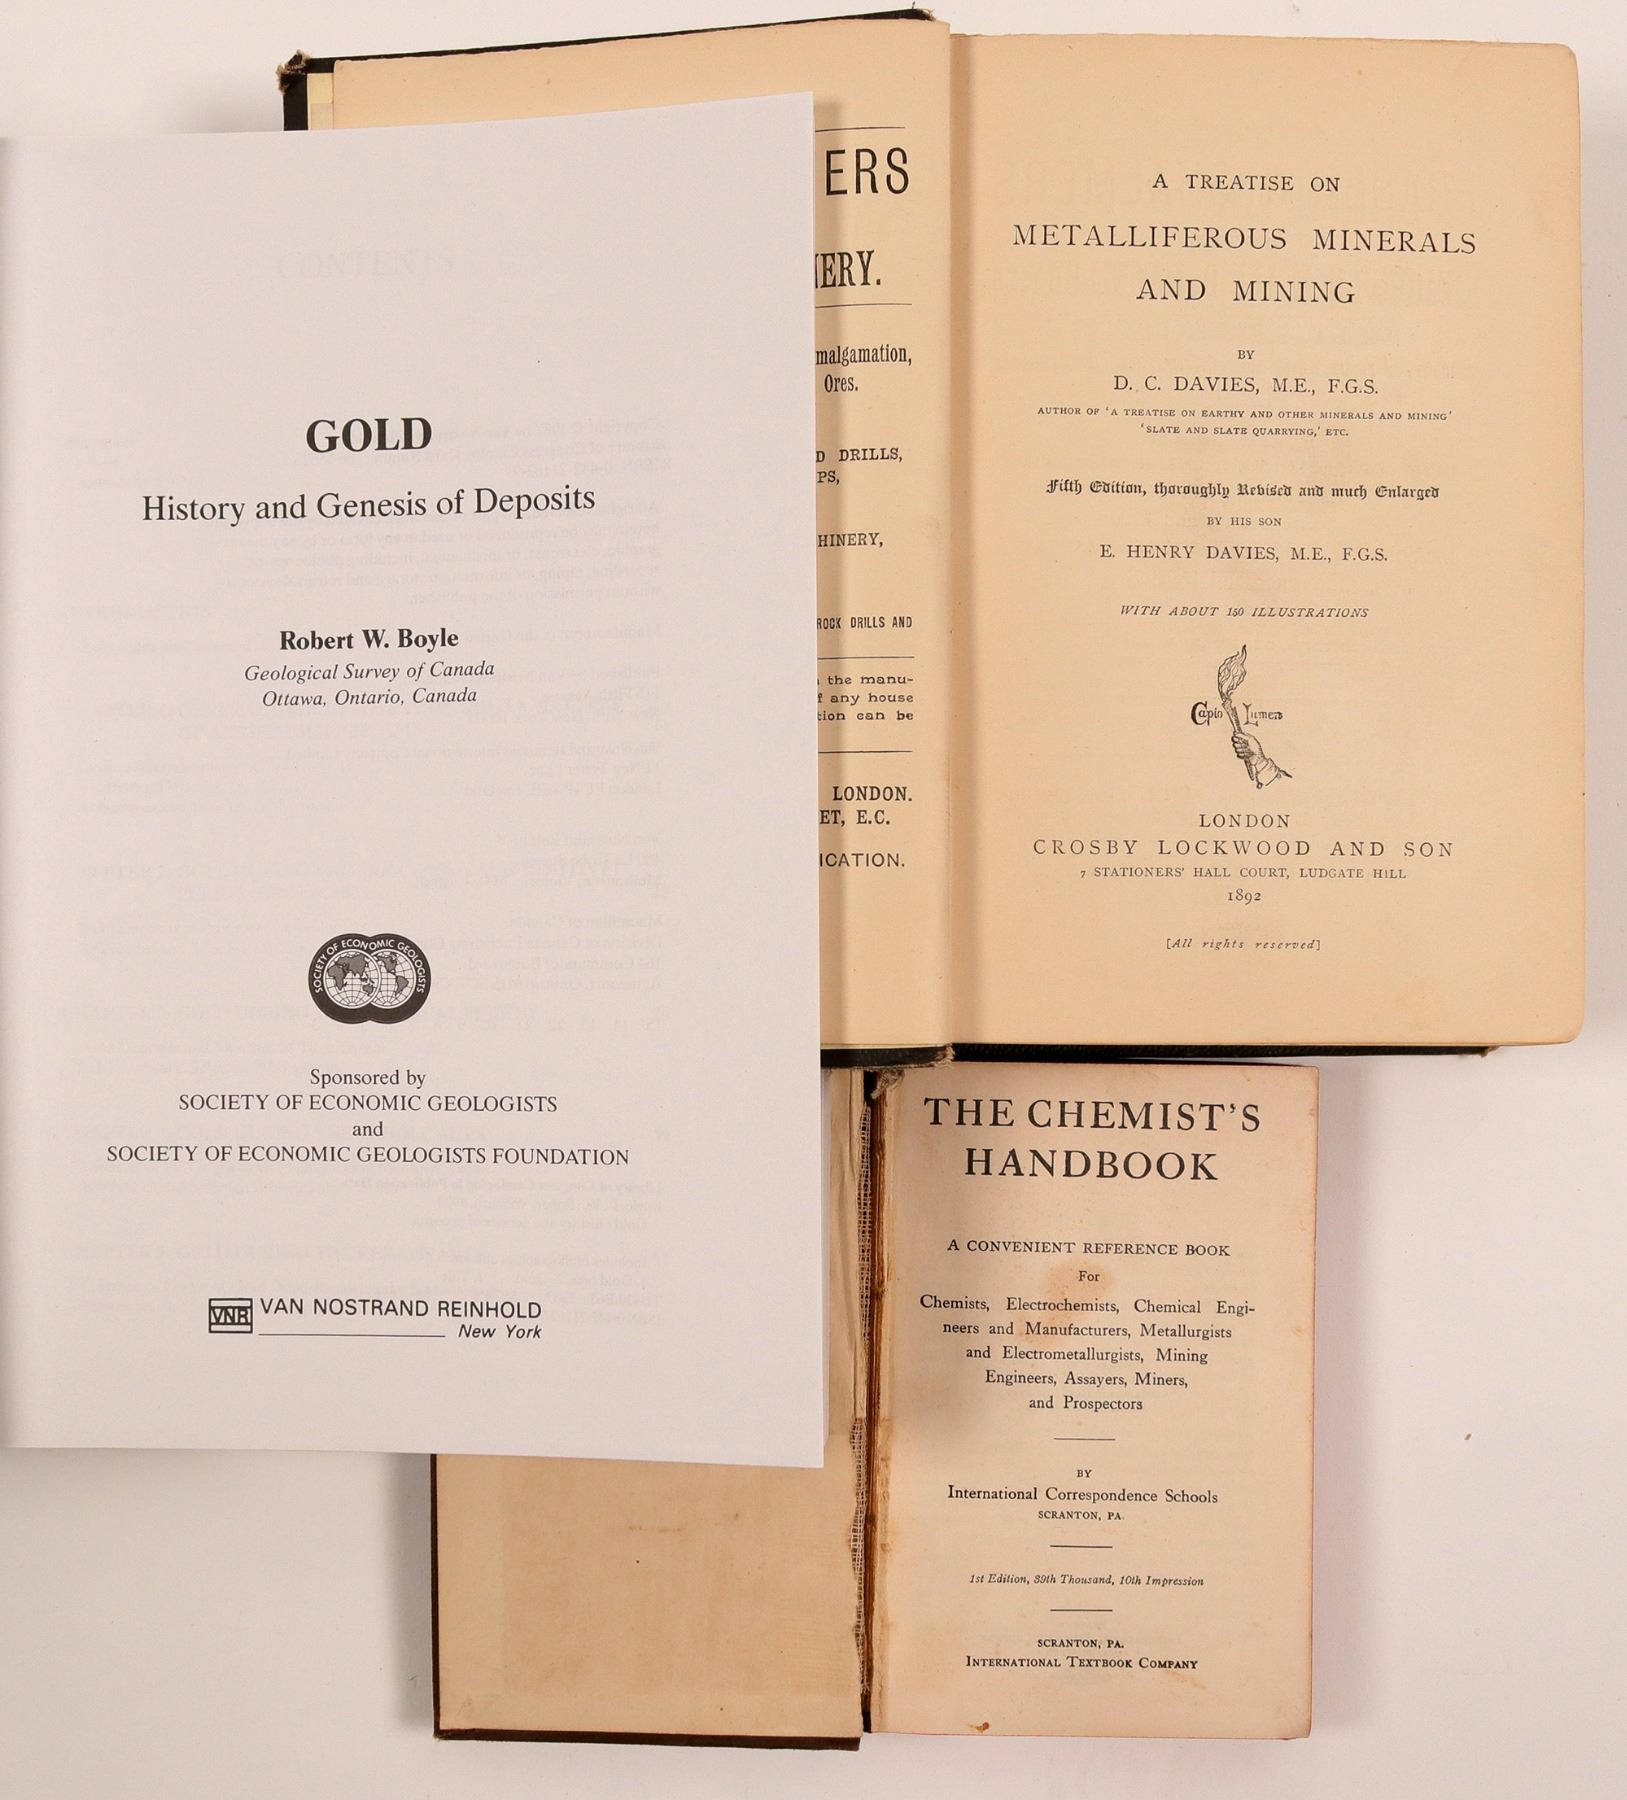 GOLD
History and Genesis of Deposits
Robert W. Boyle
Geological Survey of Canada
Ottawa, Ontario, Canada
SOCIETY OF ECONOMIC GEOLOGISTS
Sponsored by
SOCIETY OF ECONOMIC GEOLOGISTS
and
SOCIETY OF ECONOMIC GEOLOGISTS FOUNDATION
VNR VAN NOSTRAND REINHOLD
New York
ERS
ERY.
malgamation,
Ores.
D DRILLS,
PS,
HINERY,
ROCK DRILLS AND
the manu-
f any house
tion can be
LONDON.
ET, E.C.
ICATION.
A TREATISE ON
METALLIFEROUS MINERALS
AND MINING
BY
D. C. DAVIES, M.E., F.G.S.
AUTHOR OF 'A TREATISE ON EARTHY AND OTHER MINERALS AND MINING'
'SLATE AND SLATE QUARRYING,' ETC.
Fifth Edition, thoroughly Revised and much Enlarged
BY HIS SON
E. HENRY DAVIES, M.E., F.G.S.
WITH ABOUT 150 ILLUSTRATIONS
Capio Lumen
LONDON
CROSBY LOCKWOOD AND SON
7 STATIONERS' HALL COURT, LUDGATE HILL
1892
[All rights reserved]
THE CHEMIST'S
HANDBOOK
A CONVENIENT REFERENCE BOOK
For
Chemists, Electrochemists, Chemical Engi-
neers and Manufacturers, Metallurgists
and Electrometallurgists, Mining
Engineers, Assayers, Miners,
and Prospectors
BY
International Correspondence Schools
SCRANTON, PA.
1st Edition, 39th Thousand, 10th Impression
SCRANTON, PA.
INTERNATIONAL TEXTBOOK COMPANY